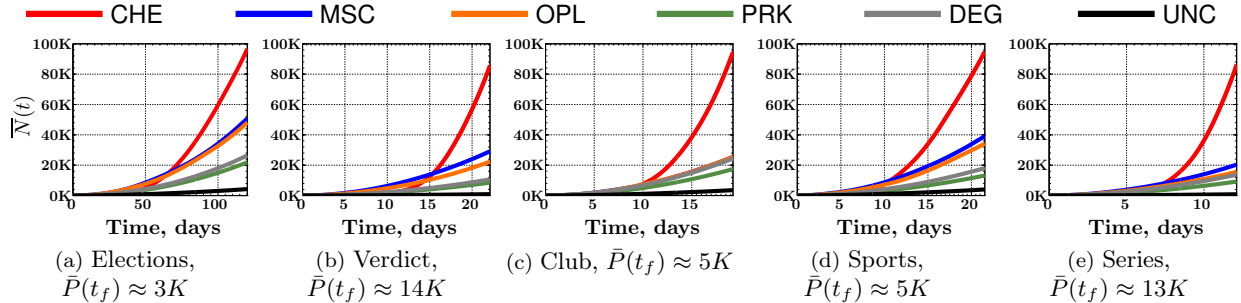 CHE MSC OPL PRK DEG UNC
100K 100K 100K 100K 100K
80K 80K 80K 80K 80K
60K 60K 60K 60K 60K
40K 40K 40K 40K 40K
20K 20K 20K 20K 20K
0K 0K 0K 0K 0K
N̅(t)
0 50 100 0 5 10 15 20 0 5 10 15 0 5 10 15 20 0 5 10
Time, days Time, days Time, days Time, days Time, days
(a) Elections, (b) Verdict, (c) Club, P̄(t_f) ≈ 5K (d) Sports, (e) Series,
P̄(t_f) ≈ 3K P̄(t_f) ≈ 14K P̄(t_f) ≈ 5K P̄(t_f) ≈ 13K